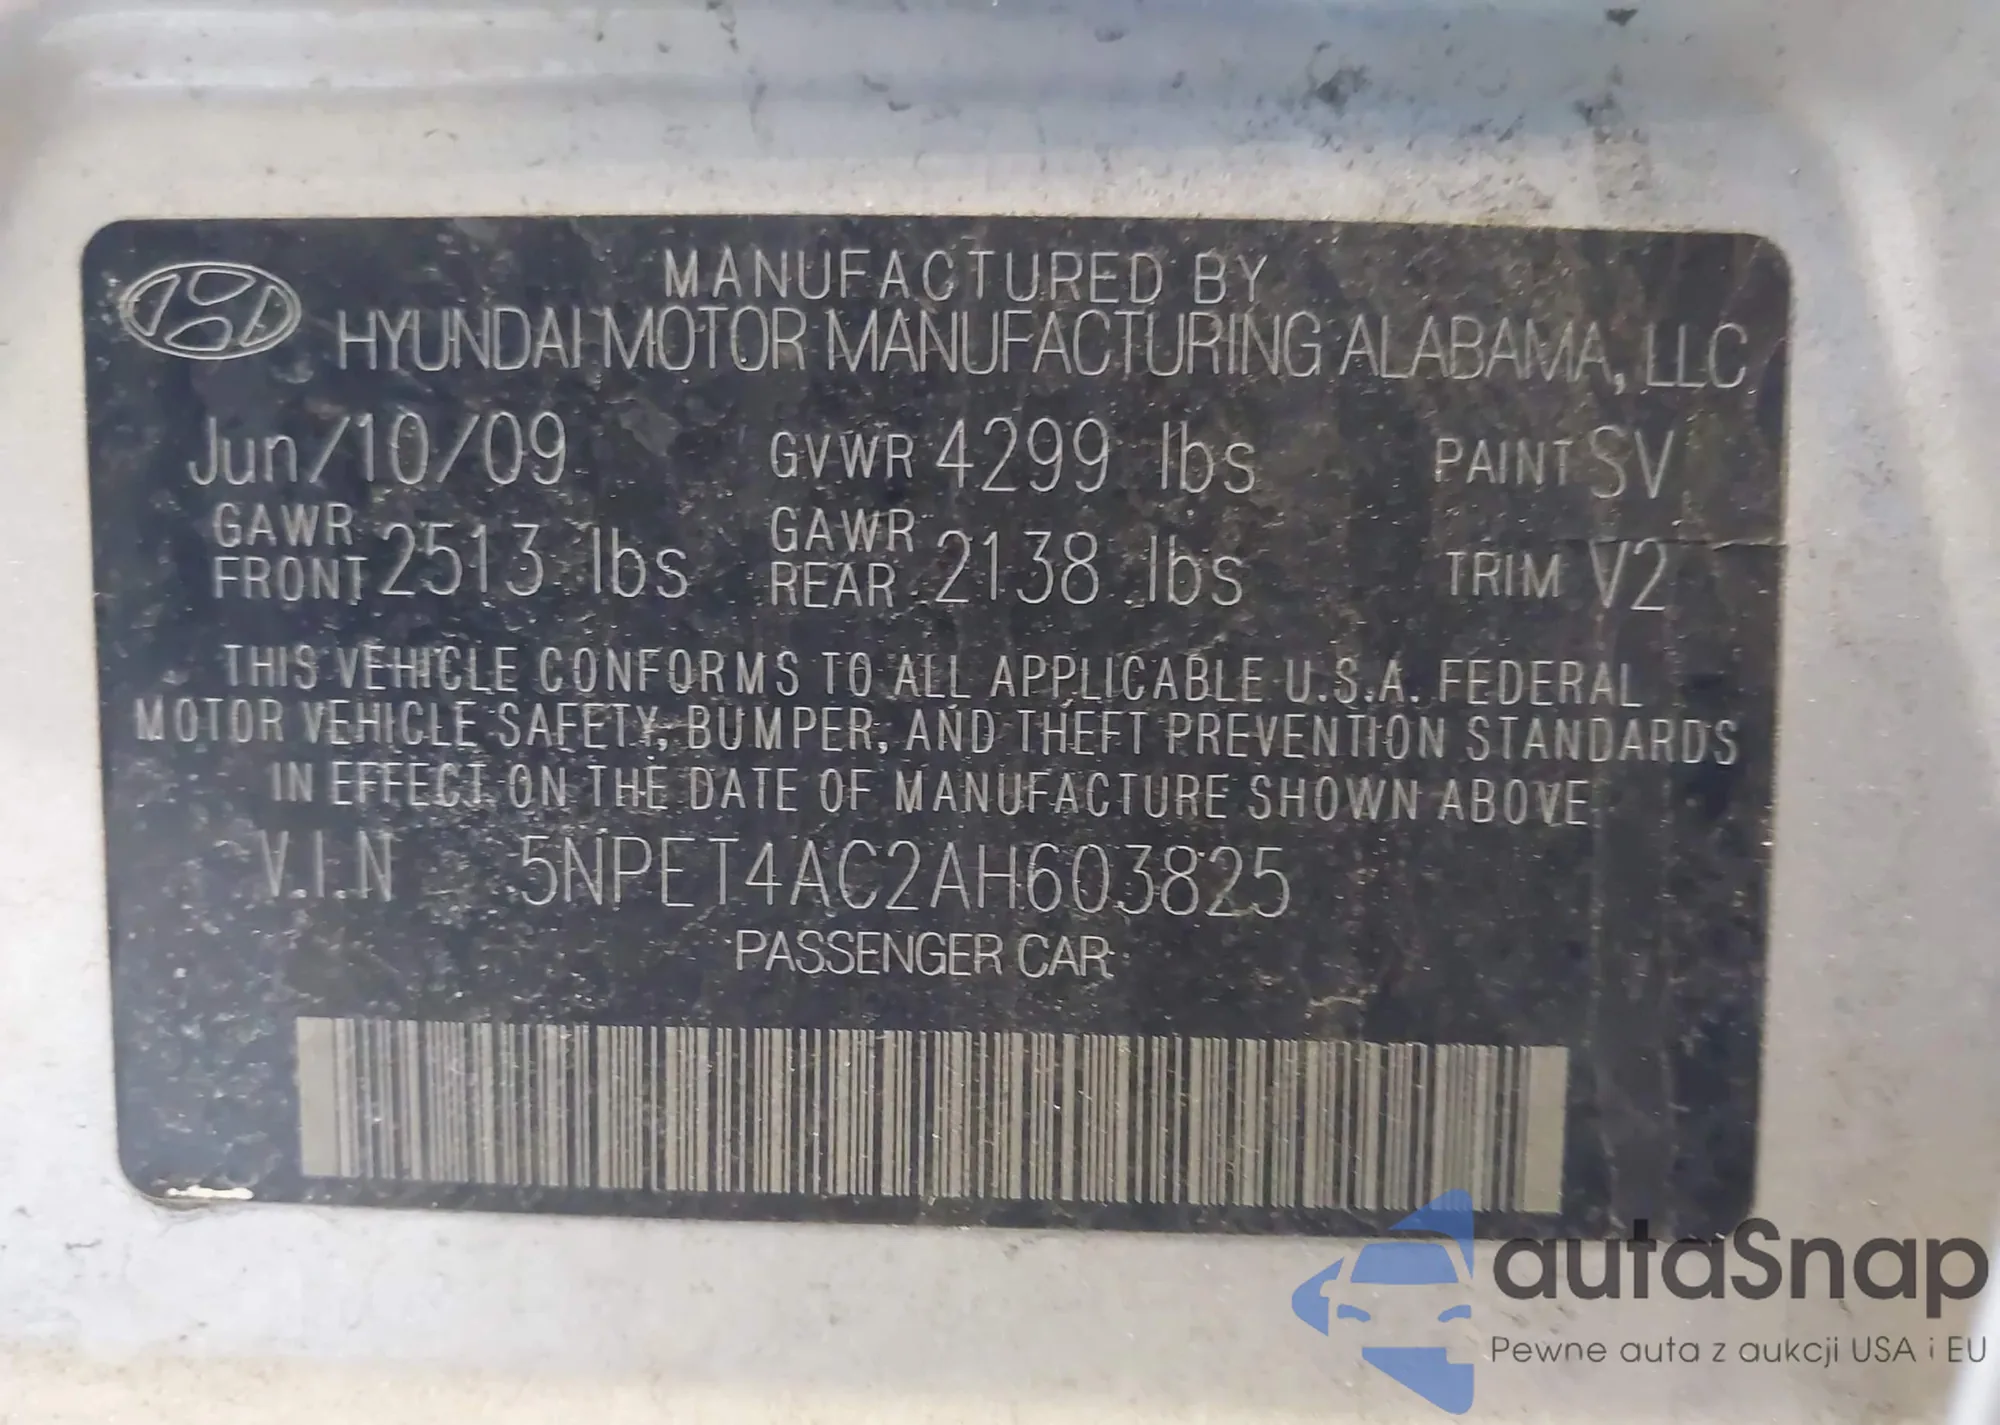 MANUFACTURED BY
HYUNDAI MOTOR MANUFACTURING ALABAMA, LLC
Jun/10/09 GVWR 4299 lbs PAINT SV
GAWR FRONT 2513 lbs GAWR REAR 2138 lbs TRIM V2
THIS VEHICLE CONFORMS TO ALL APPLICABLE U.S.A. FEDERAL
MOTOR VEHICLE SAFETY, BUMPER, AND THEFT PREVENTION STANDARDS
IN EFFECT ON THE DATE OF MANUFACTURE SHOWN ABOVE
V.I.N 5NPET4AC2AH603825
PASSENGER CAR
autaSnap
Pewne auta z aukcji USA i EU